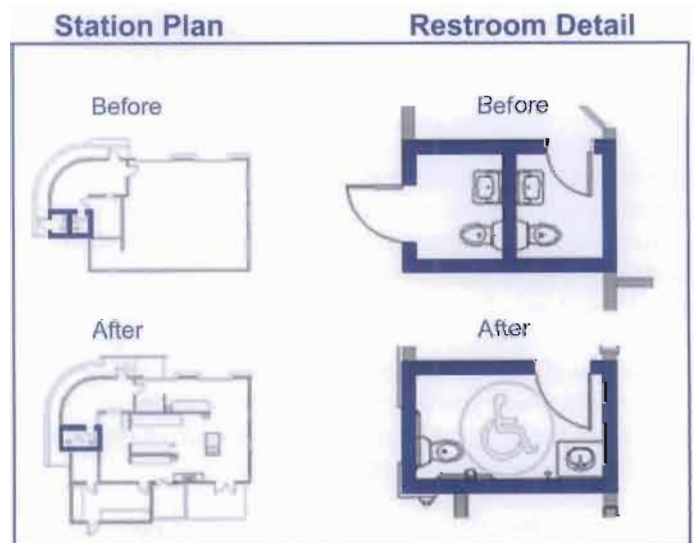 Station Plan
Restroom Detail
Before
Before
After
After